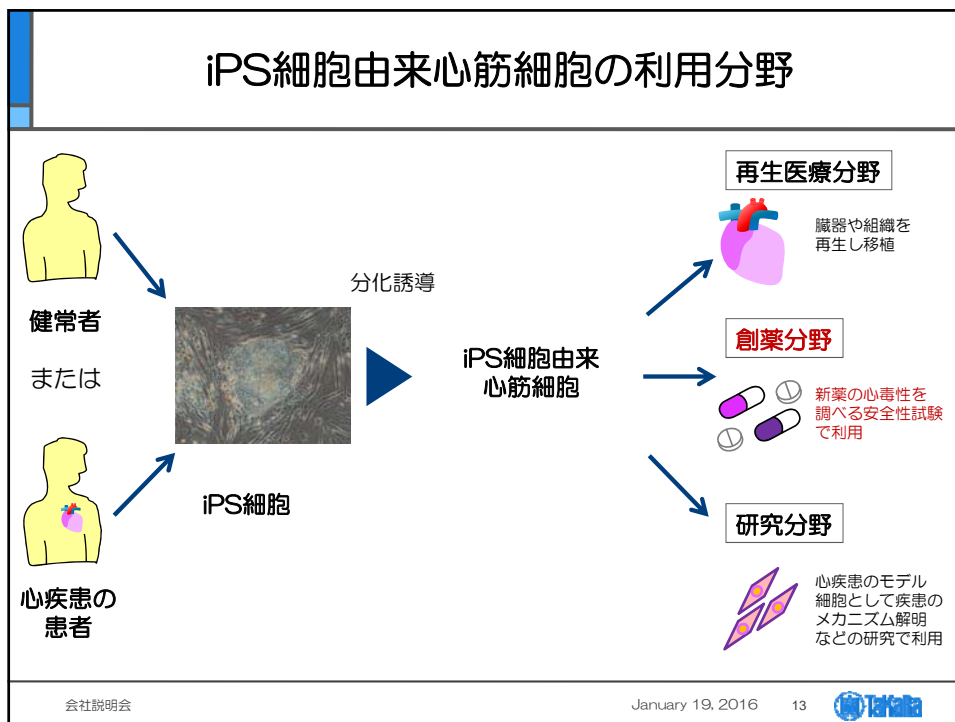 iPS細胞由来心筋細胞の利用分野
健常者
または
心疾患の
患者
iPS細胞
分化誘導
iPS細胞由来
心筋細胞
再生医療分野
臓器や組織を
再生し移植
創薬分野
新薬の心毒性を
調べる安全性試験
で利用
研究分野
心疾患のモデル
細胞として疾患の
メカニズム解明
などの研究で利用
会社説明会
January 19, 2016
13
TaKaRa